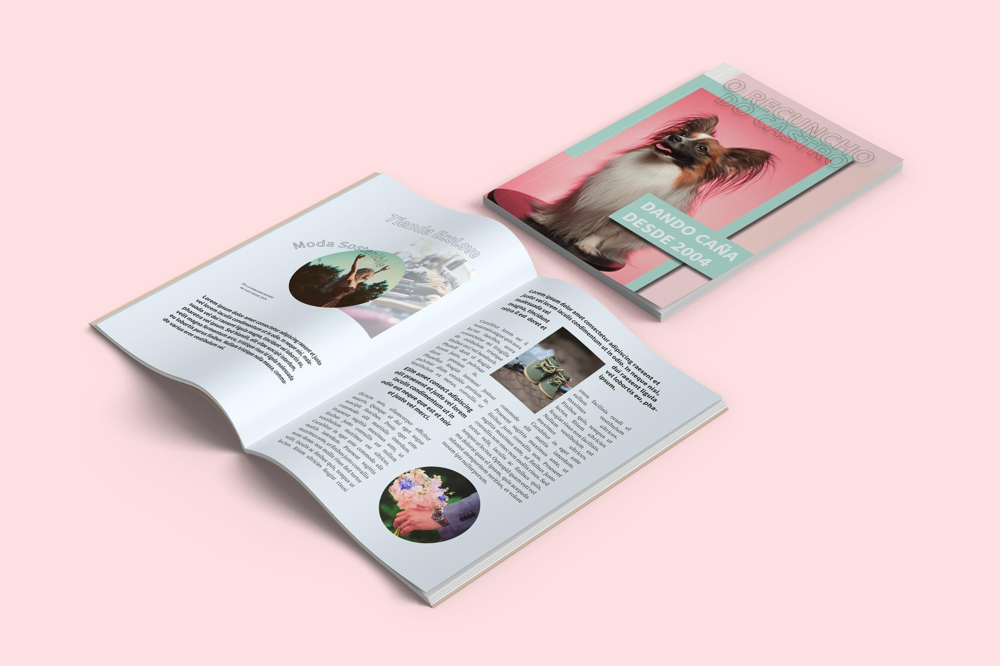 O RECUNCHO
DO CASTRO
DANDO CAÑA
DESDE 2004
Tienda EcoLove
Moda Sostenible
EN LA MANCOMUNIDADE
DE VIGO DESDE 2004
Lorem ipsum dolor amet consectetur adipiscing raesent et justo
vel lorem iaculis condimentum ut in odio. In neque nisi, male-
suada vel dui raesent ligula magna, tincidunt vel lobortis eu,
pharetra vel ipsum. Sed blandit, elit vitae suscipit interdum,
velit magna fermentum arcu, tristique risus id ligula malesuada
eu lobortis purus finibus. Nullam tristique nulla massa, commo-
do varius eros vestibulum vel.
Lorem ipsum dolor amet consectetur adipiscing raesent et
justo vel lorem iaculis condimentum ut in odio. In neque nisi,
malesuada vel dui raesent ligula
magna, tincidunt vel lobortis eu, pha-
retra il est doret et ipsum.
Curabitur lorem est il
venenatis augue quis nora
lectus faucibus, acora
consectetur mi fringilla
de estibulum tristique
finibus orci vel hendrerit.
Phasell dorit el feugiat
lorem justo, at pulvinar
diam pretium in.
Phasellus feugiat loremast justoat
pulvinar diam establio pretium in.
Vestibulum ex metus, convallis ut
Elite amet consect adipiscing
elit praesent et justo vel lorem
iaculis condimentum ut in
odio est neque que est et noir
et justo vel merci.
dictum non, ullamcorper efficitur
mauris. Quisque ut dui eget augue
suscipit faucibus. Proin eget ante
commodo elit mattisilo interdum.
Praesent sagittis maximus ante, ut
finibus justo convallis est nullam
vestibulum maximus est ultrices.
Curabitur in eget ante commodo elit
mattis interdum. Praesent sagittis
maximus ante, ut finibus justo convallis
none donec non mollis risus fied tortor
velit, iaculis ac finibus quis, tempus ut
lectus. Etiam ultricies feugiat risusi
enon facilisis oradi el
sullam vestibulum
maximus ultrices.
Finibus quis, tempus ut
lectus. Etiam ultricies
feugiat risus non facilisis.
Nullam vestibulum est
maximus ultrices.
Curabitur in eget ante
commodo elit mattis interdum.
Praesent sagittis maximus ante, ut
finibus justo convallis non. Praesent
sagittis maximus ante, ut finibus justo
convallis non onec non mollis risus. Sed
tortor velit, iaculis ac finibus quis,
tempus ut lectus. Optaspid quam esti vel
ma dolorat quas el ipsam, quis acepuda
ndantot atemporitem reritius, et volore
nusam ipis nullorporum.